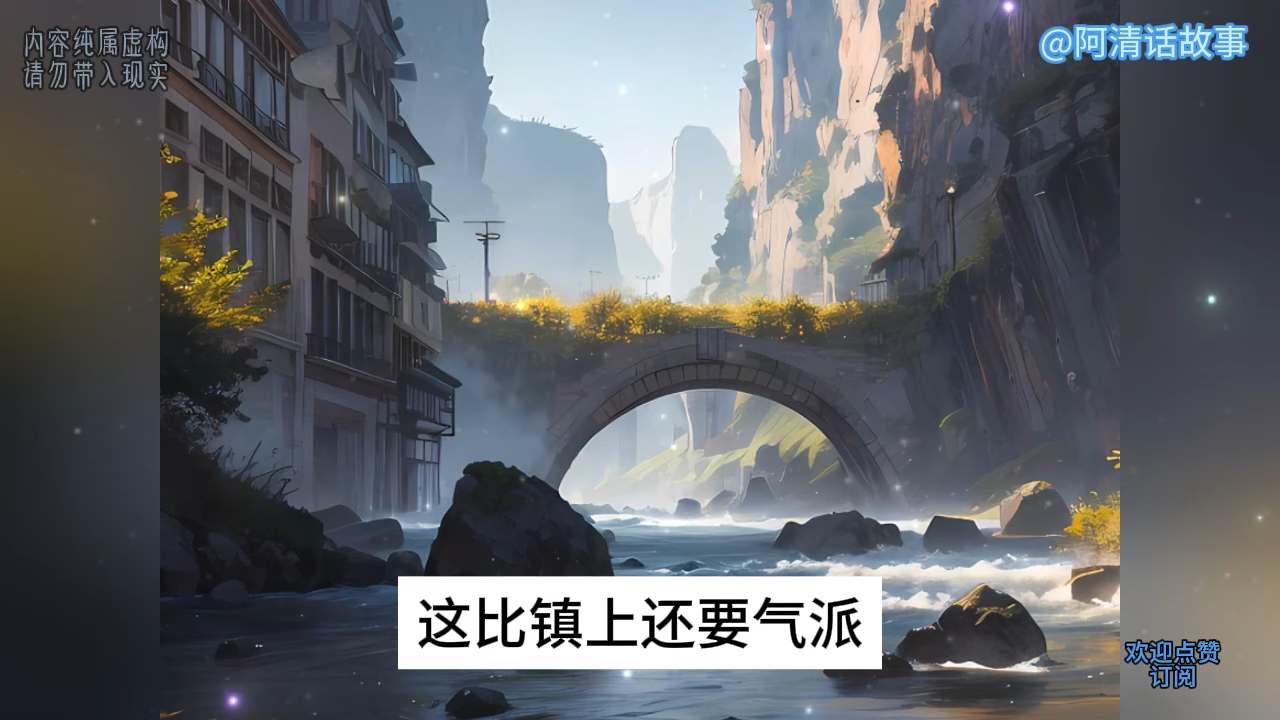 内容纯属虚构
请勿带入现实
@阿清话故事
这比镇上还要气派
欢迎点赞
订阅